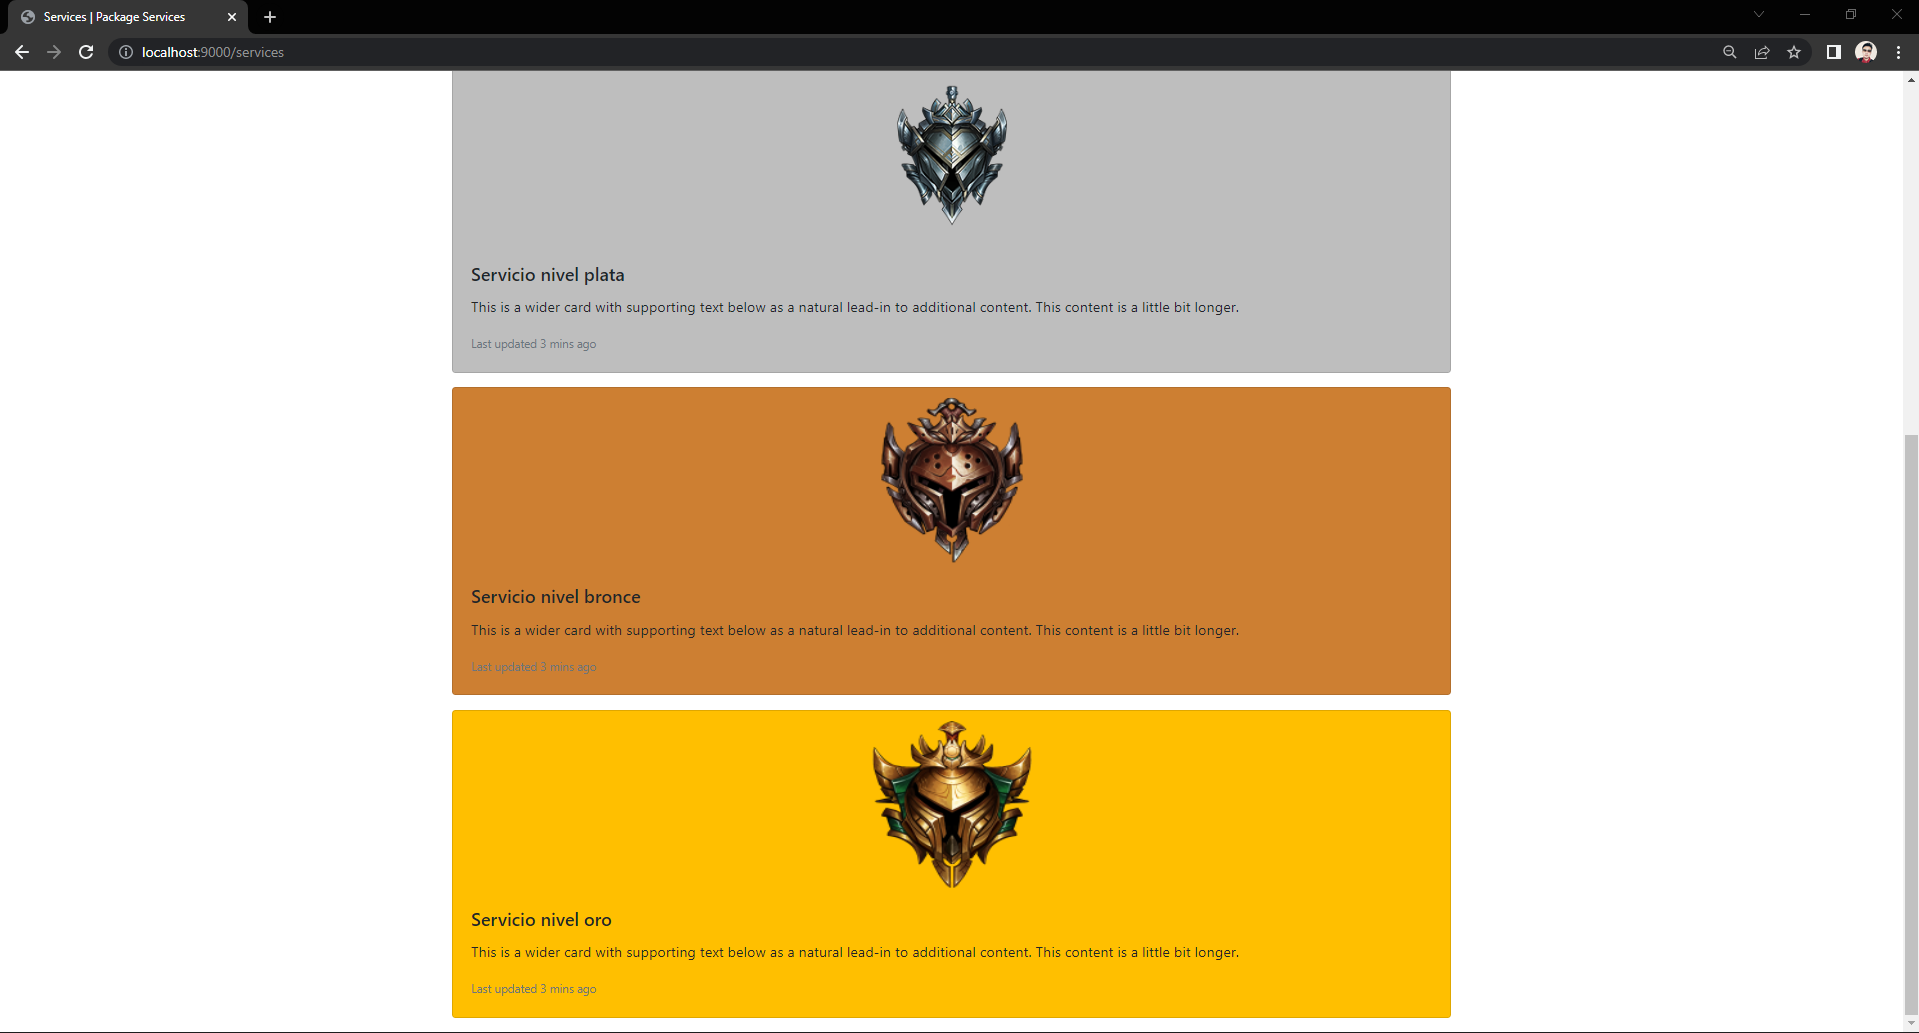 Services | Package Services
localhost:9000/services
Servicio nivel plata
This is a wider card with supporting text below as a natural lead-in to additional content. This content is a little bit longer.
Last updated 3 mins ago
Servicio nivel bronce
This is a wider card with supporting text below as a natural lead-in to additional content. This content is a little bit longer.
Last updated 3 mins ago
Servicio nivel oro
This is a wider card with supporting text below as a natural lead-in to additional content. This content is a little bit longer.
Last updated 3 mins ago